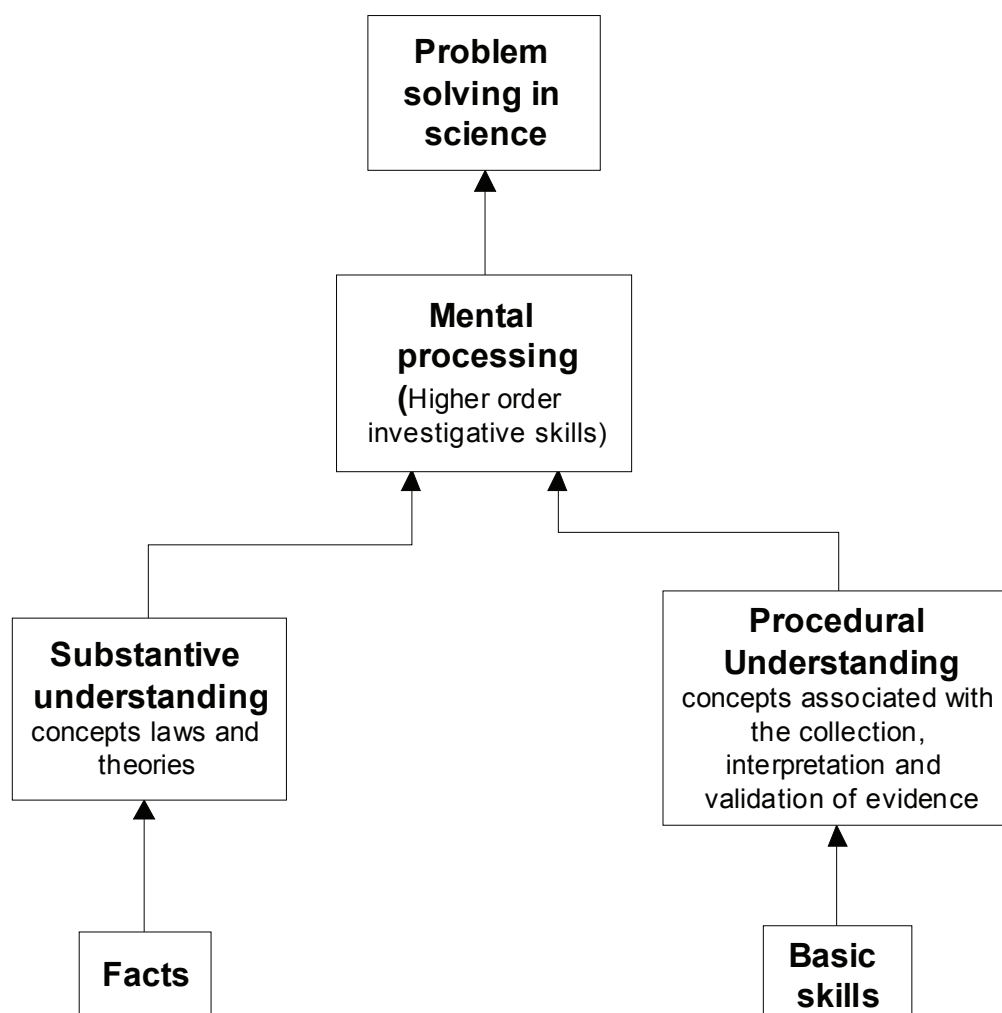 Problem
solving in
science
Mental
processing
(Higher order
investigative skills)
Substantive
understanding
concepts laws and
theories
Procedural
Understanding
concepts associated with
the collection,
interpretation and
validation of evidence
Facts
Basic
skills